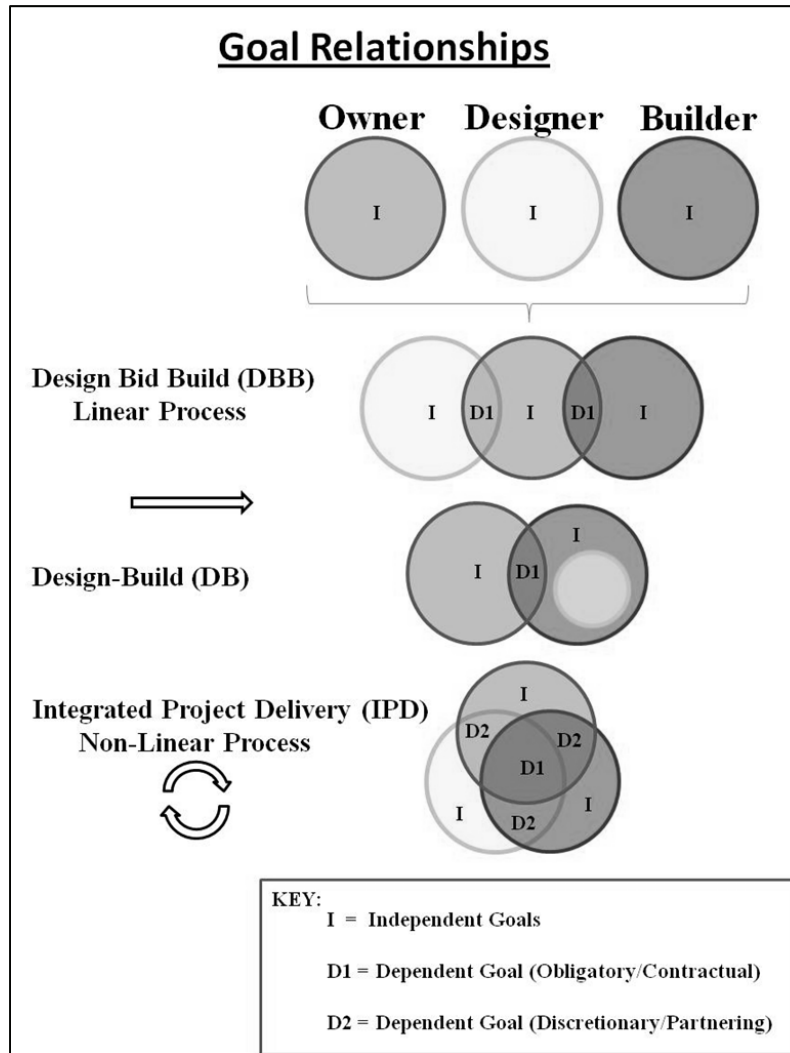 Goal Relationships
Owner Designer Builder
I I I
Design Bid Build (DBB)
Linear Process
I D1 I D1 I
Design-Build (DB)
I D1 I
Integrated Project Delivery (IPD)
Non-Linear Process
I
D2 D2
D1
I I
D2
KEY:
I = Independent Goals
D1 = Dependent Goal (Obligatory/Contractual)
D2 = Dependent Goal (Discretionary/Partnering)